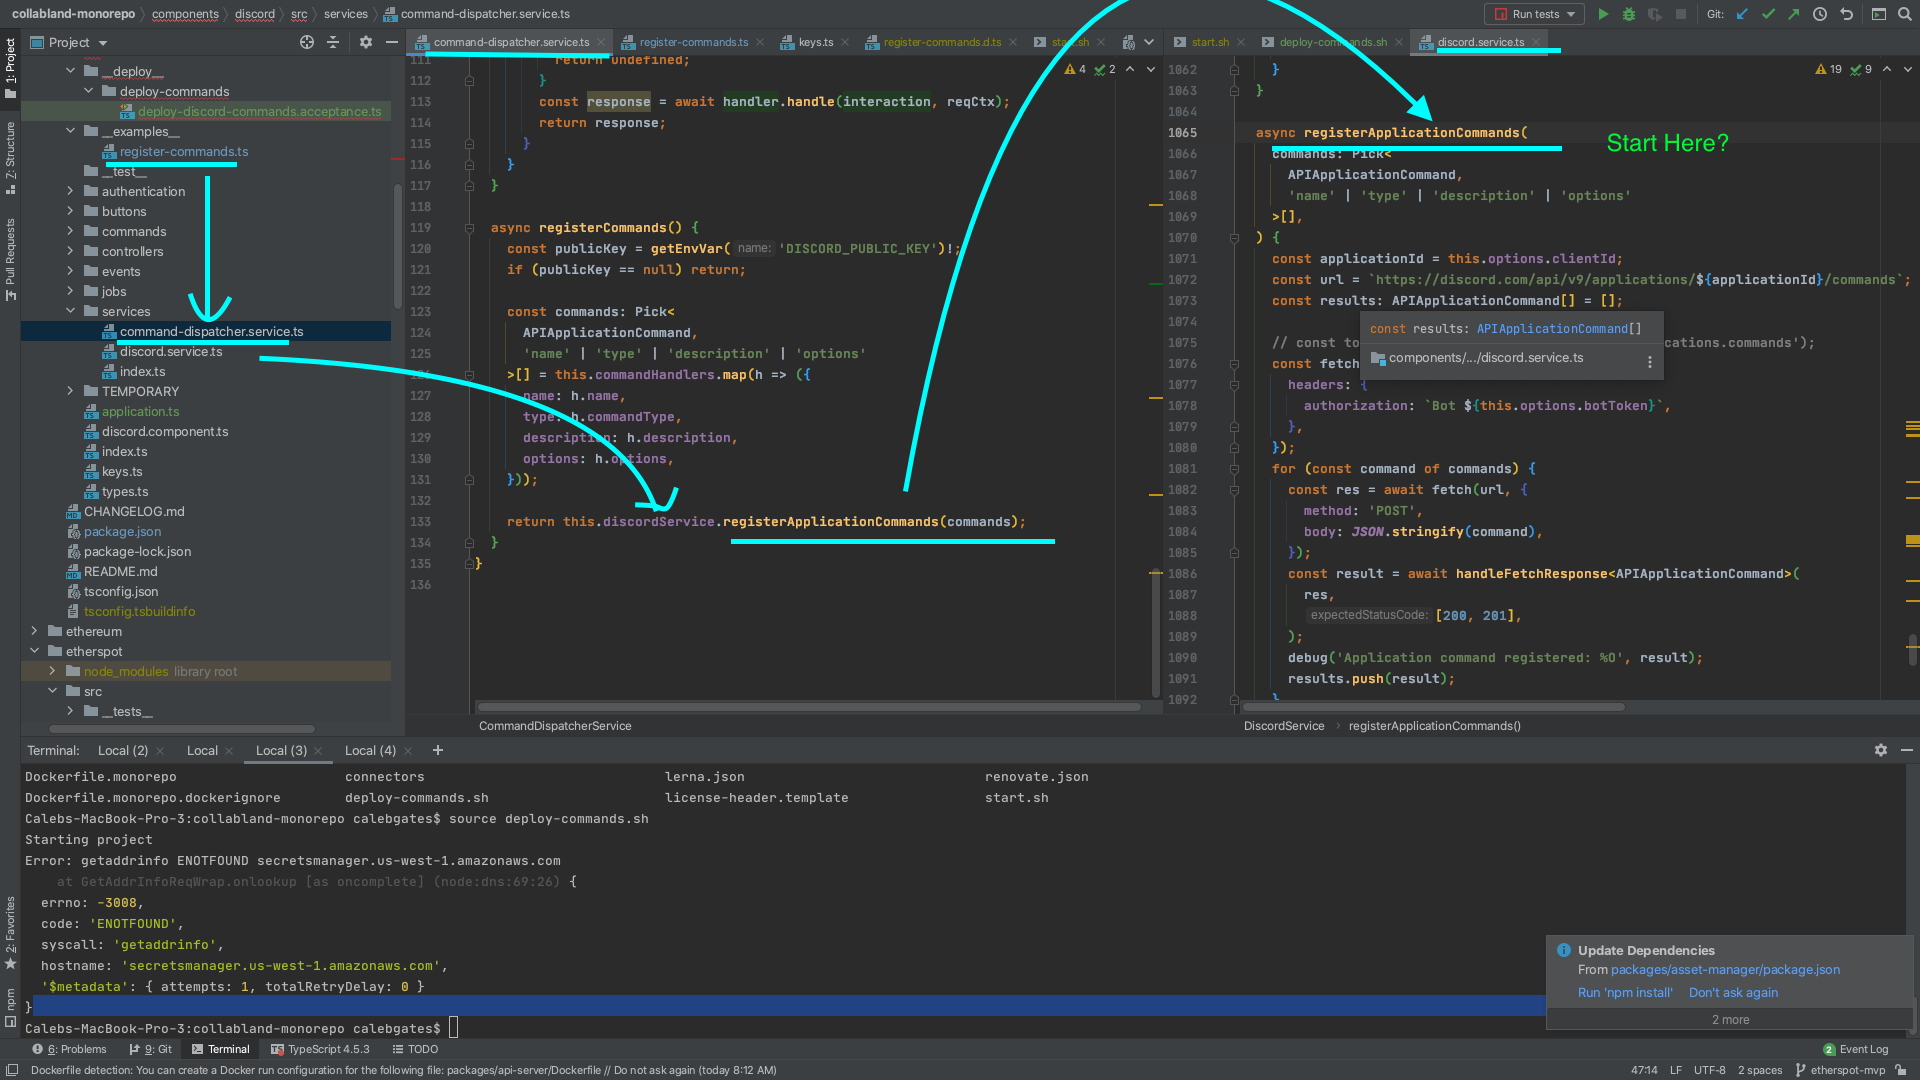 collabland-monorepo › components › discord › src › services › command-dispatcher.service.ts
Run tests
Git:
Project
command-dispatcher.service.ts
register-commands.ts
keys.ts
register-commands.d.ts
start.sh
start.sh
deploy-commands.sh
discord.service.ts
1: Project
7: Structure
Pull Requests
2: Favorites
npm
__deploy__
deploy-commands
deploy-discord-commands.acceptance.ts
__examples__
register-commands.ts
__test__
authentication
buttons
commands
controllers
events
jobs
services
command-dispatcher.service.ts
discord.service.ts
index.ts
TEMPORARY
application.ts
discord.component.ts
index.ts
keys.ts
types.ts
CHANGELOG.md
package.json
package-lock.json
README.md
tsconfig.json
tsconfig.tsbuildinfo
ethereum
etherspot
node_modules library root
src
__tests__
4 2
111 return undefined;
112 }
113 const response = await handler.handle(interaction, reqCtx);
114 return response;
115 }
116 }
117 }
118
119 async registerCommands() {
120 const publicKey = getEnvVar( name: 'DISCORD_PUBLIC_KEY')!;
121 if (publicKey == null) return;
122
123 const commands: Pick<
124 APIApplicationCommand,
125 'name' | 'type' | 'description' | 'options'
126 >[] = this.commandHandlers.map(h => ({
127 name: h.name,
128 type: h.commandType,
129 description: h.description,
130 options: h.options,
131 }));
132
133 return this.discordService.registerApplicationCommands(commands);
134 }
135 }
136
CommandDispatcherService
19 9
1062 }
1063 }
1064
1065 async registerApplicationCommands(
Start Here?
1066 commands: Pick<
1067 APIApplicationCommand,
1068 'name' | 'type' | 'description' | 'options'
1069 >[],
1070 ) {
1071 const applicationId = this.options.clientId;
1072 const url = `https://discord.com/api/v9/applications/${applicationId}/commands`;
1073 const results: APIApplicationCommand[] = [];
1074
const results: APIApplicationCommand[]
components/.../discord.service.ts
1075 // const to cations.commands');
1076 const fetch
1077 headers: {
1078 authorization: `Bot ${this.options.botToken}`,
1079 },
1080 });
1081 for (const command of commands) {
1082 const res = await fetch(url, {
1083 method: 'POST',
1084 body: JSON.stringify(command),
1085 });
1086 const result = await handleFetchResponse<APIApplicationCommand>(
1087 res,
1088 expectedStatusCode: [200, 201],
1089 );
1090 debug('Application command registered: %O', result);
1091 results.push(result);
1092 }
DiscordService › registerApplicationCommands()
Terminal: Local (2) Local Local (3) Local (4) +
Dockerfile.monorepo connectors lerna.json renovate.json
Dockerfile.monorepo.dockerignore deploy-commands.sh license-header.template start.sh
Calebs-MacBook-Pro-3:collabland-monorepo calebgates$ source deploy-commands.sh
Starting project
Error: getaddrinfo ENOTFOUND secretsmanager.us-west-1.amazonaws.com
at GetAddrInfoReqWrap.onlookup [as oncomplete] (node:dns:69:26) {
errno: -3008,
code: 'ENOTFOUND',
syscall: 'getaddrinfo',
hostname: 'secretsmanager.us-west-1.amazonaws.com',
'$metadata': { attempts: 1, totalRetryDelay: 0 }
}
Calebs-MacBook-Pro-3:collabland-monorepo calebgates$
Update Dependencies
From packages/asset-manager/package.json
Run 'npm install' Don't ask again
2 more
6: Problems 9: Git Terminal TypeScript 4.5.3 TODO
2 Event Log
Dockerfile detection: You can create a Docker run configuration for the following file: packages/api-server/Dockerfile // Do not ask again (today 8:12 AM)
47:14 LF UTF-8 2 spaces etherspot-mvp